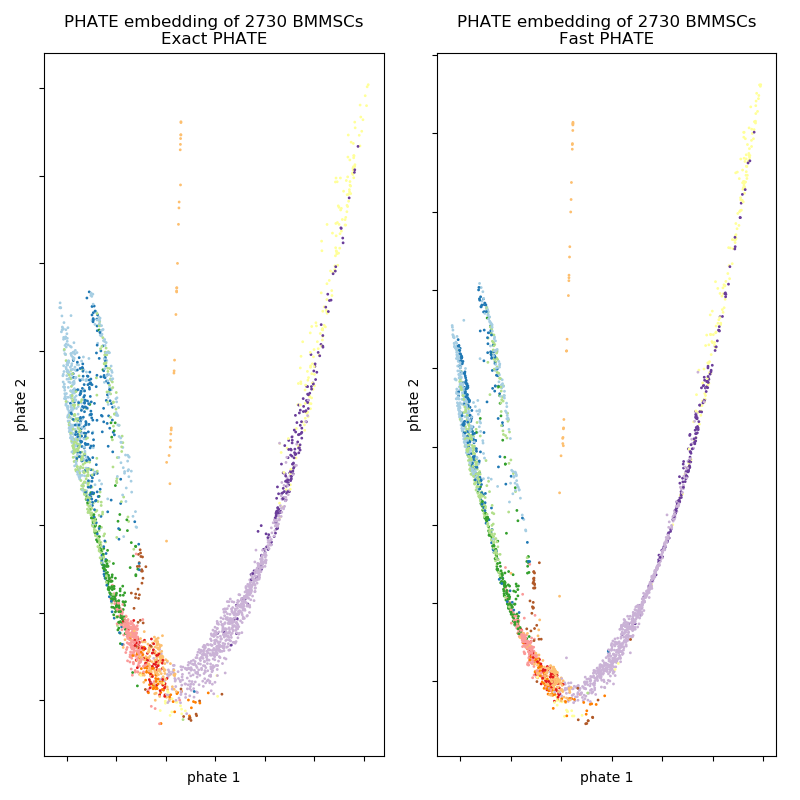 PHATE embedding of 2730 BMMSCs
Exact PHATE
phate 2
phate 1
PHATE embedding of 2730 BMMSCs
Fast PHATE
phate 2
phate 1